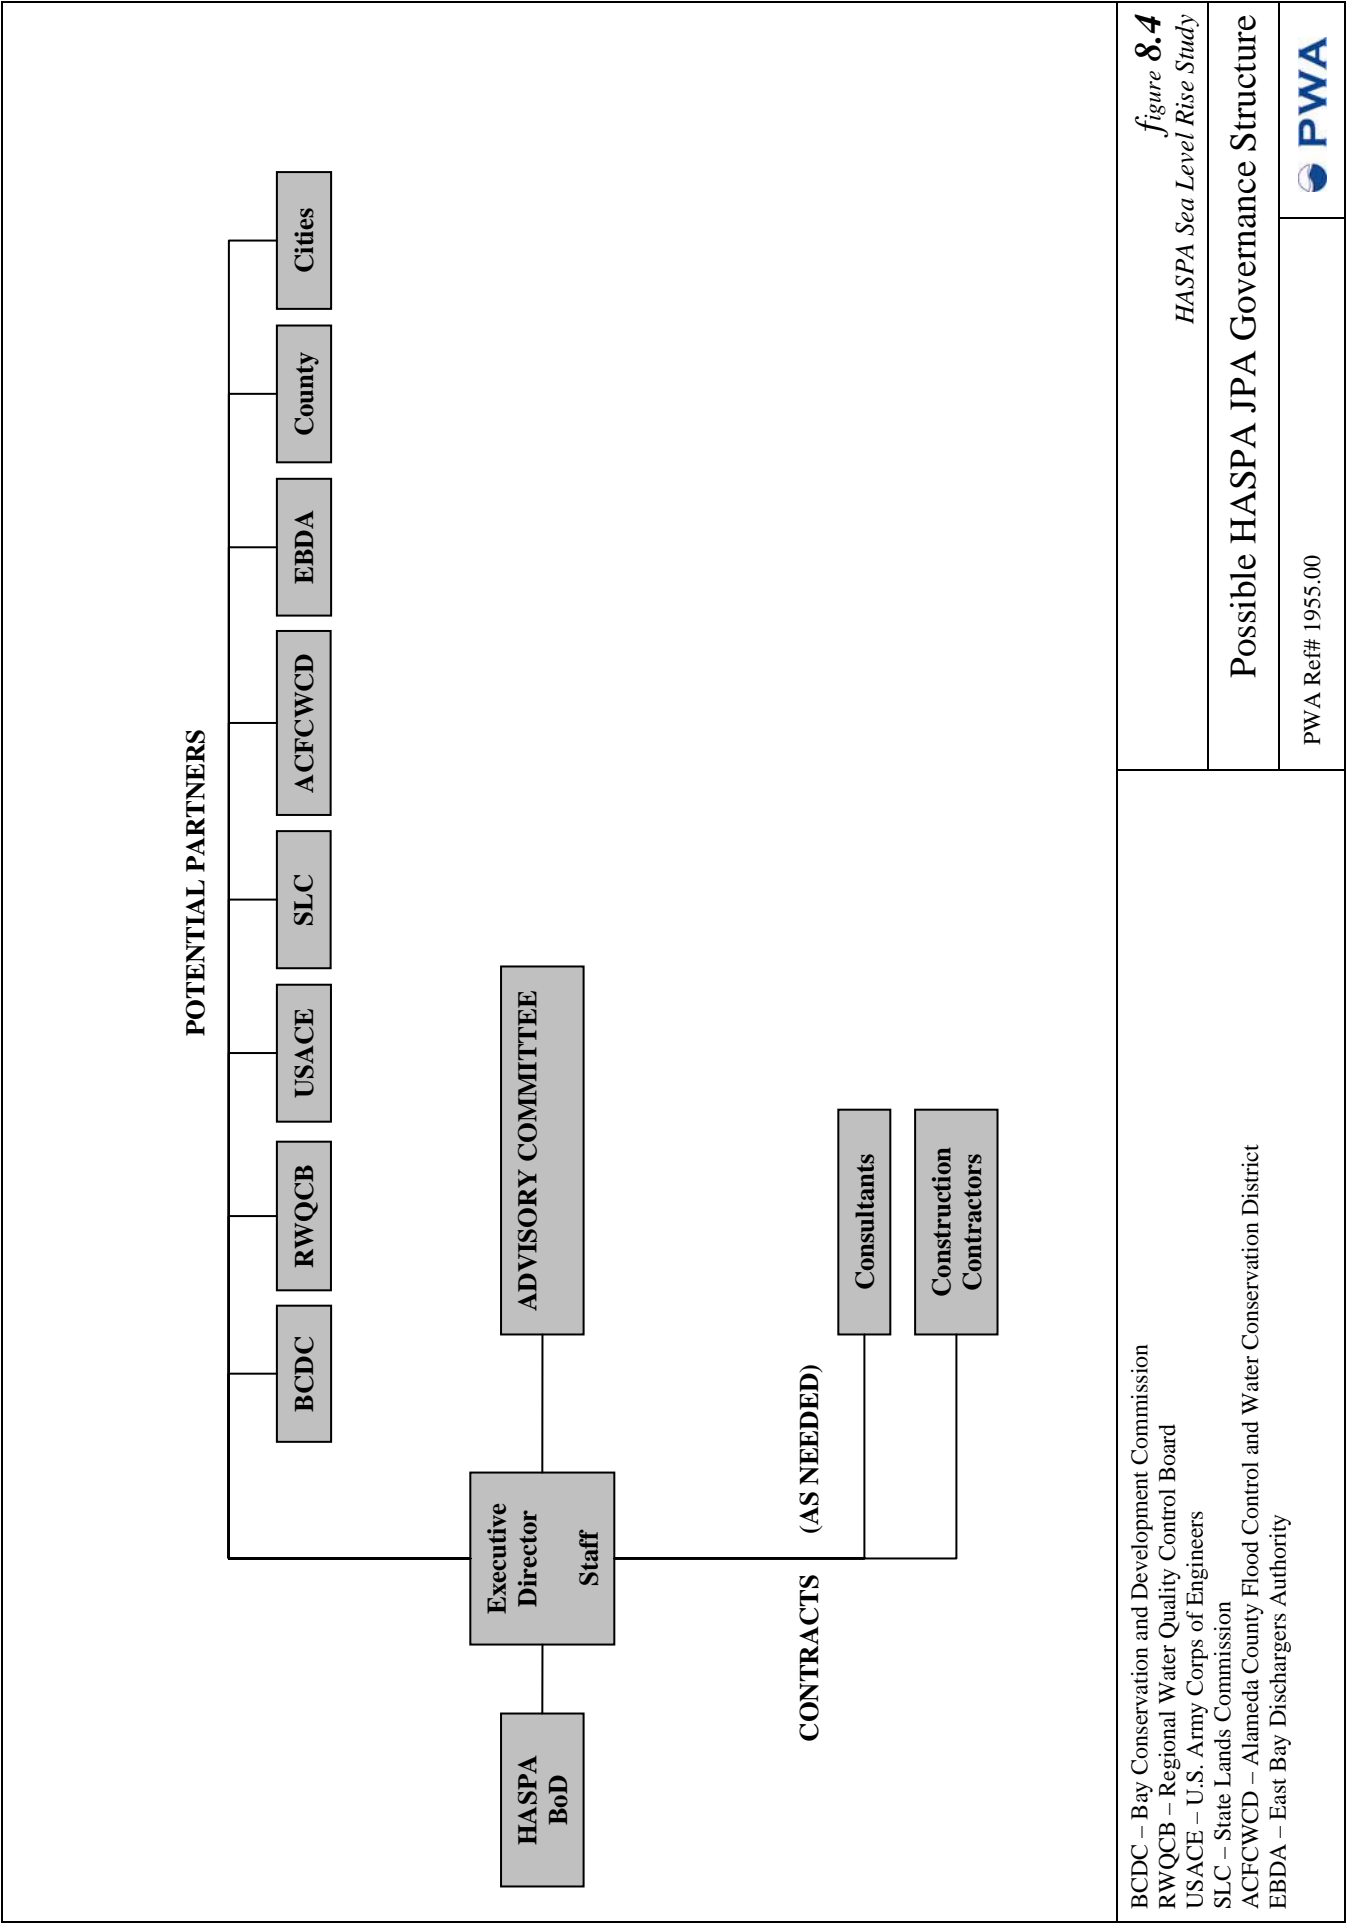 POTENTIAL PARTNERS
BCDC
RWQCB
USACE
SLC
ACFCWCD
EBDA
County
Cities
HASPA
BoD
Executive
Director
Staff
ADVISORY COMMITTEE
CONTRACTS (AS NEEDED)
Consultants
Construction
Contractors
BCDC – Bay Conservation and Development Commission
RWQCB – Regional Water Quality Control Board
USACE – U.S. Army Corps of Engineers
SLC – State Lands Commission
ACFCWCD – Alameda County Flood Control and Water Conservation District
EBDA – East Bay Dischargers Authority
figure 8.4
HASPA Sea Level Rise Study
Possible HASPA JPA Governance Structure
PWA Ref# 1955.00
PWA